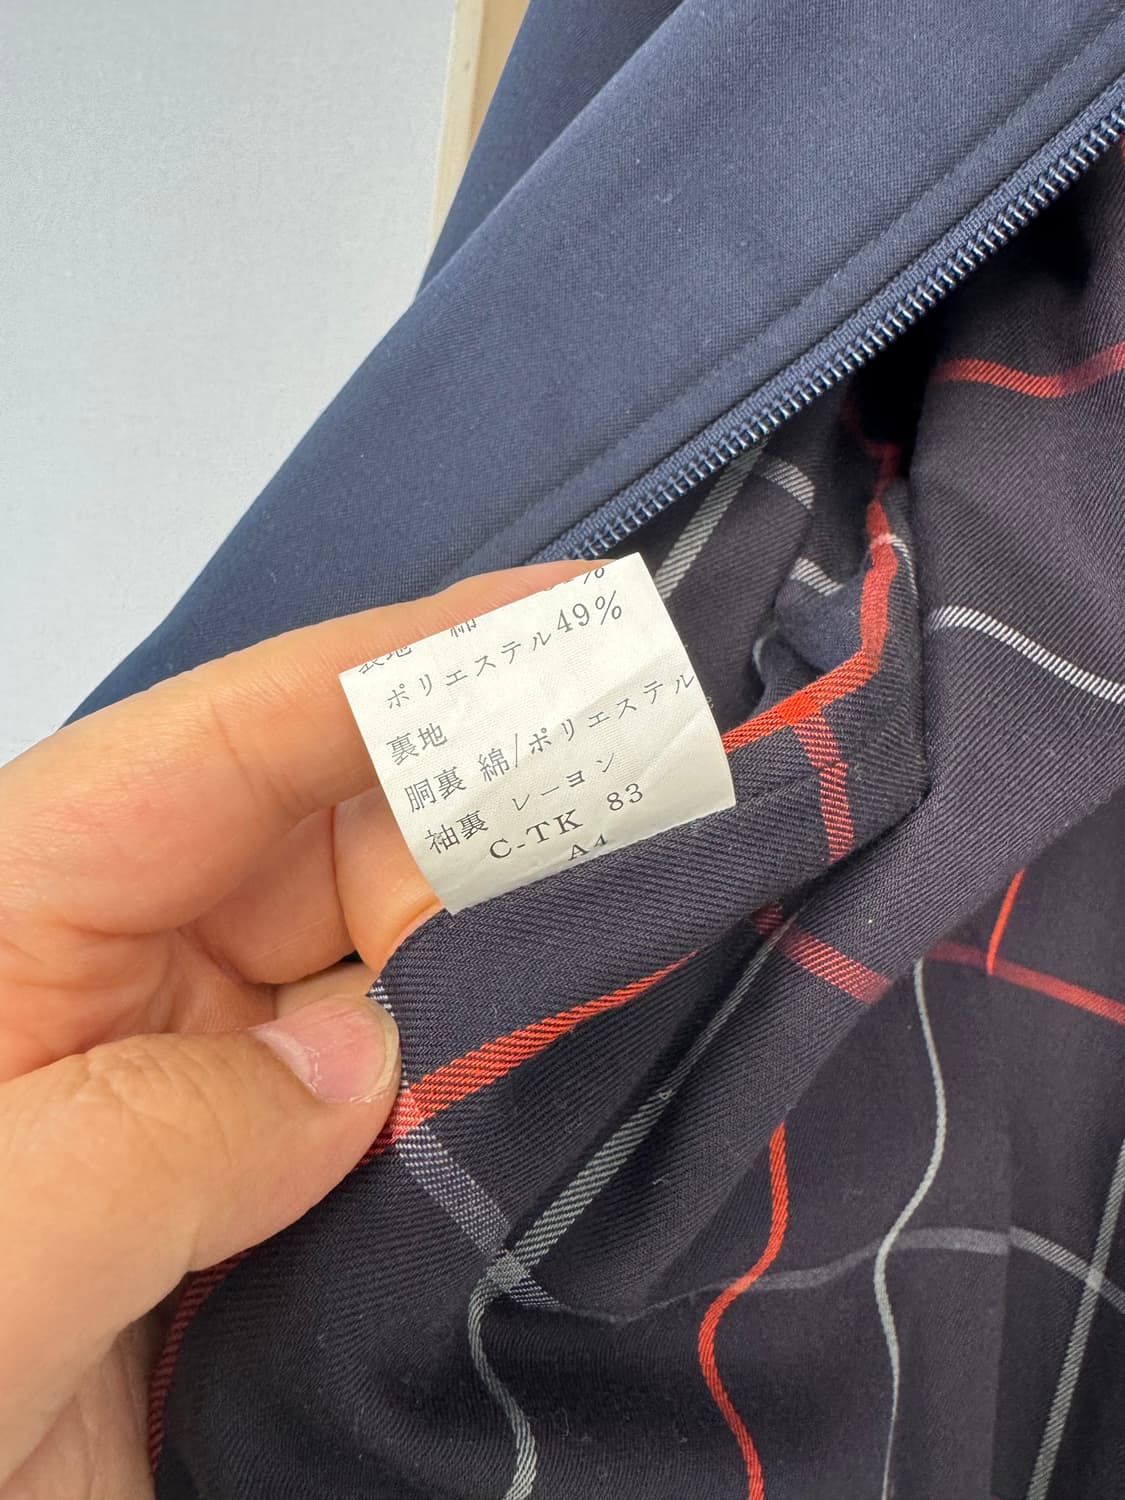 表地 綿 51%
ポリエステル49%
裏地
胴裏 綿/ポリエステル
袖裏 レーヨン
C-TK 83
A4